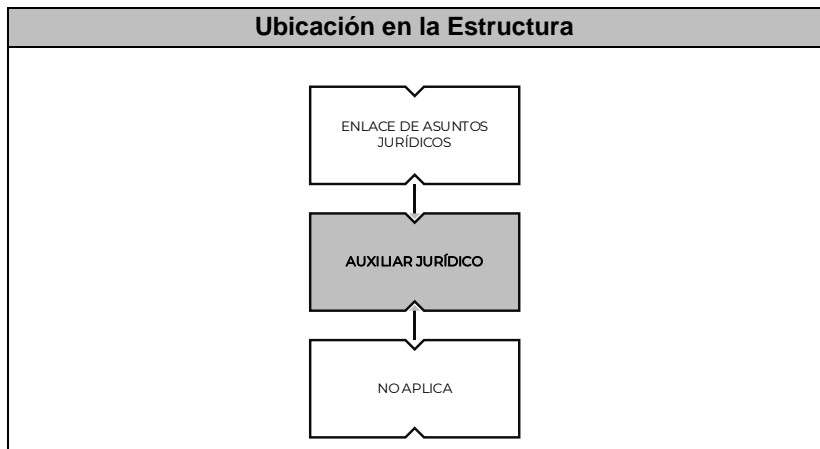 Ubicación en la Estructura
ENLACE DE ASUNTOS
JURÍDICOS
AUXILIAR JURÍDICO
NO APLICA